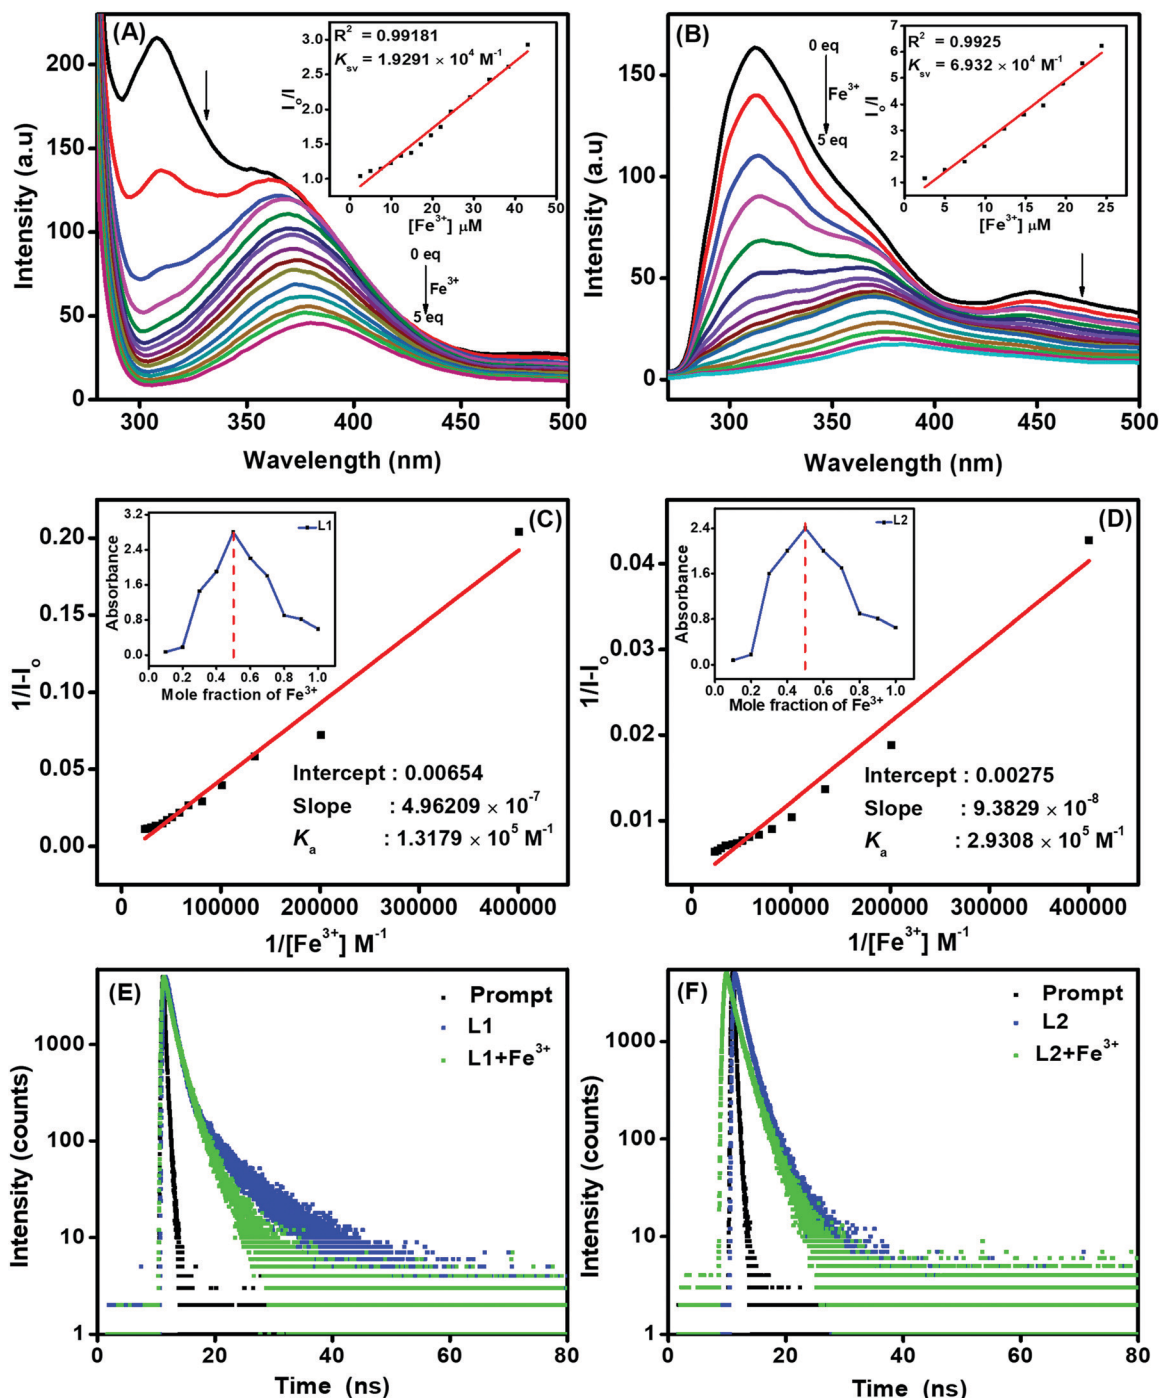 (A)
R² = 0.99181
Ksv = 1.9291 × 10⁴ M⁻¹
3.0
2.5
2.0
1.5
1.0
Io/I
0 10 20 30 40 50
[Fe³⁺] μM
0 eq
Fe³⁺
5 eq
200
150
100
50
0
Intensity (a.u)
300 350 400 450 500
Wavelength (nm)
(B)
R² = 0.9925
Ksv = 6.932 × 10⁴ M⁻¹
7
6
5
4
3
2
1
Io/I
0 5 10 15 20 25
[Fe³⁺] μM
0 eq
Fe³⁺
5 eq
150
100
50
0
Intensity (a.u)
300 350 400 450 500
Wavelength (nm)
(C)
L1
3.2
2.4
1.6
0.8
0.0
Absorbance
0.0 0.2 0.4 0.6 0.8 1.0
Mole fraction of Fe³⁺
Intercept : 0.00654
Slope : 4.96209 × 10⁻⁷
Ka : 1.3179 × 10⁵ M⁻¹
0.20
0.15
0.10
0.05
0.00
1/I-Io
0 100000 200000 300000 400000
1/[Fe³⁺] M⁻¹
(D)
L2
2.4
1.6
0.8
0.0
Absorbance
0.0 0.2 0.4 0.6 0.8 1.0
Mole fraction of Fe³⁺
Intercept : 0.00275
Slope : 9.3829 × 10⁻⁸
Ka : 2.9308 × 10⁵ M⁻¹
0.04
0.03
0.02
0.01
1/I-Io
0 100000 200000 300000 400000
1/[Fe³⁺] M⁻¹
(E)
Prompt
L1
L1+Fe³⁺
1000
100
10
1
Intensity (counts)
0 20 40 60 80
Time (ns)
(F)
Prompt
L2
L2+Fe³⁺
1000
100
10
1
Intensity (counts)
0 20 40 60 80
Time (ns)